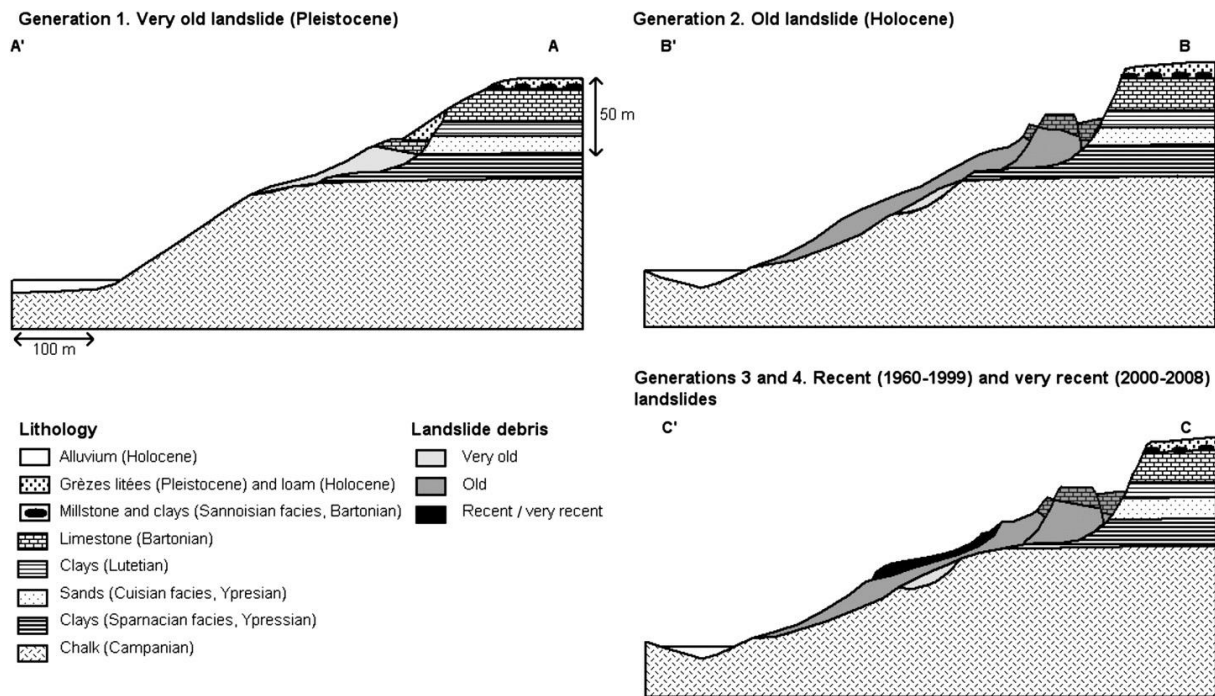 Generation 1. Very old landslide (Pleistocene)
A'
A
50 m
100 m
Generation 2. Old landslide (Holocene)
B'
B
Generations 3 and 4. Recent (1960-1999) and very recent (2000-2008)
landslides
C'
C
Lithology
Alluvium (Holocene)
Grèzes litées (Pleistocene) and loam (Holocene)
Millstone and clays (Sannoisian facies, Bartonian)
Limestone (Bartonian)
Clays (Lutetian)
Sands (Cuisian facies, Ypresian)
Clays (Sparnacian facies, Ypressian)
Chalk (Campanian)
Landslide debris
Very old
Old
Recent / very recent